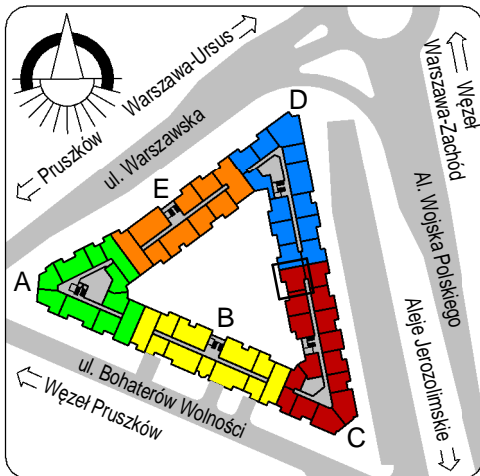 Warszawa-Ursus
Pruszków
ul. Warszawska
Węzeł
Warszawa-Zachód
Al. Wojska Polskiego
Aleje Jerozolimskie
D
E
A
B
C
ul. Bohaterów Wolności
Węzeł Pruszków